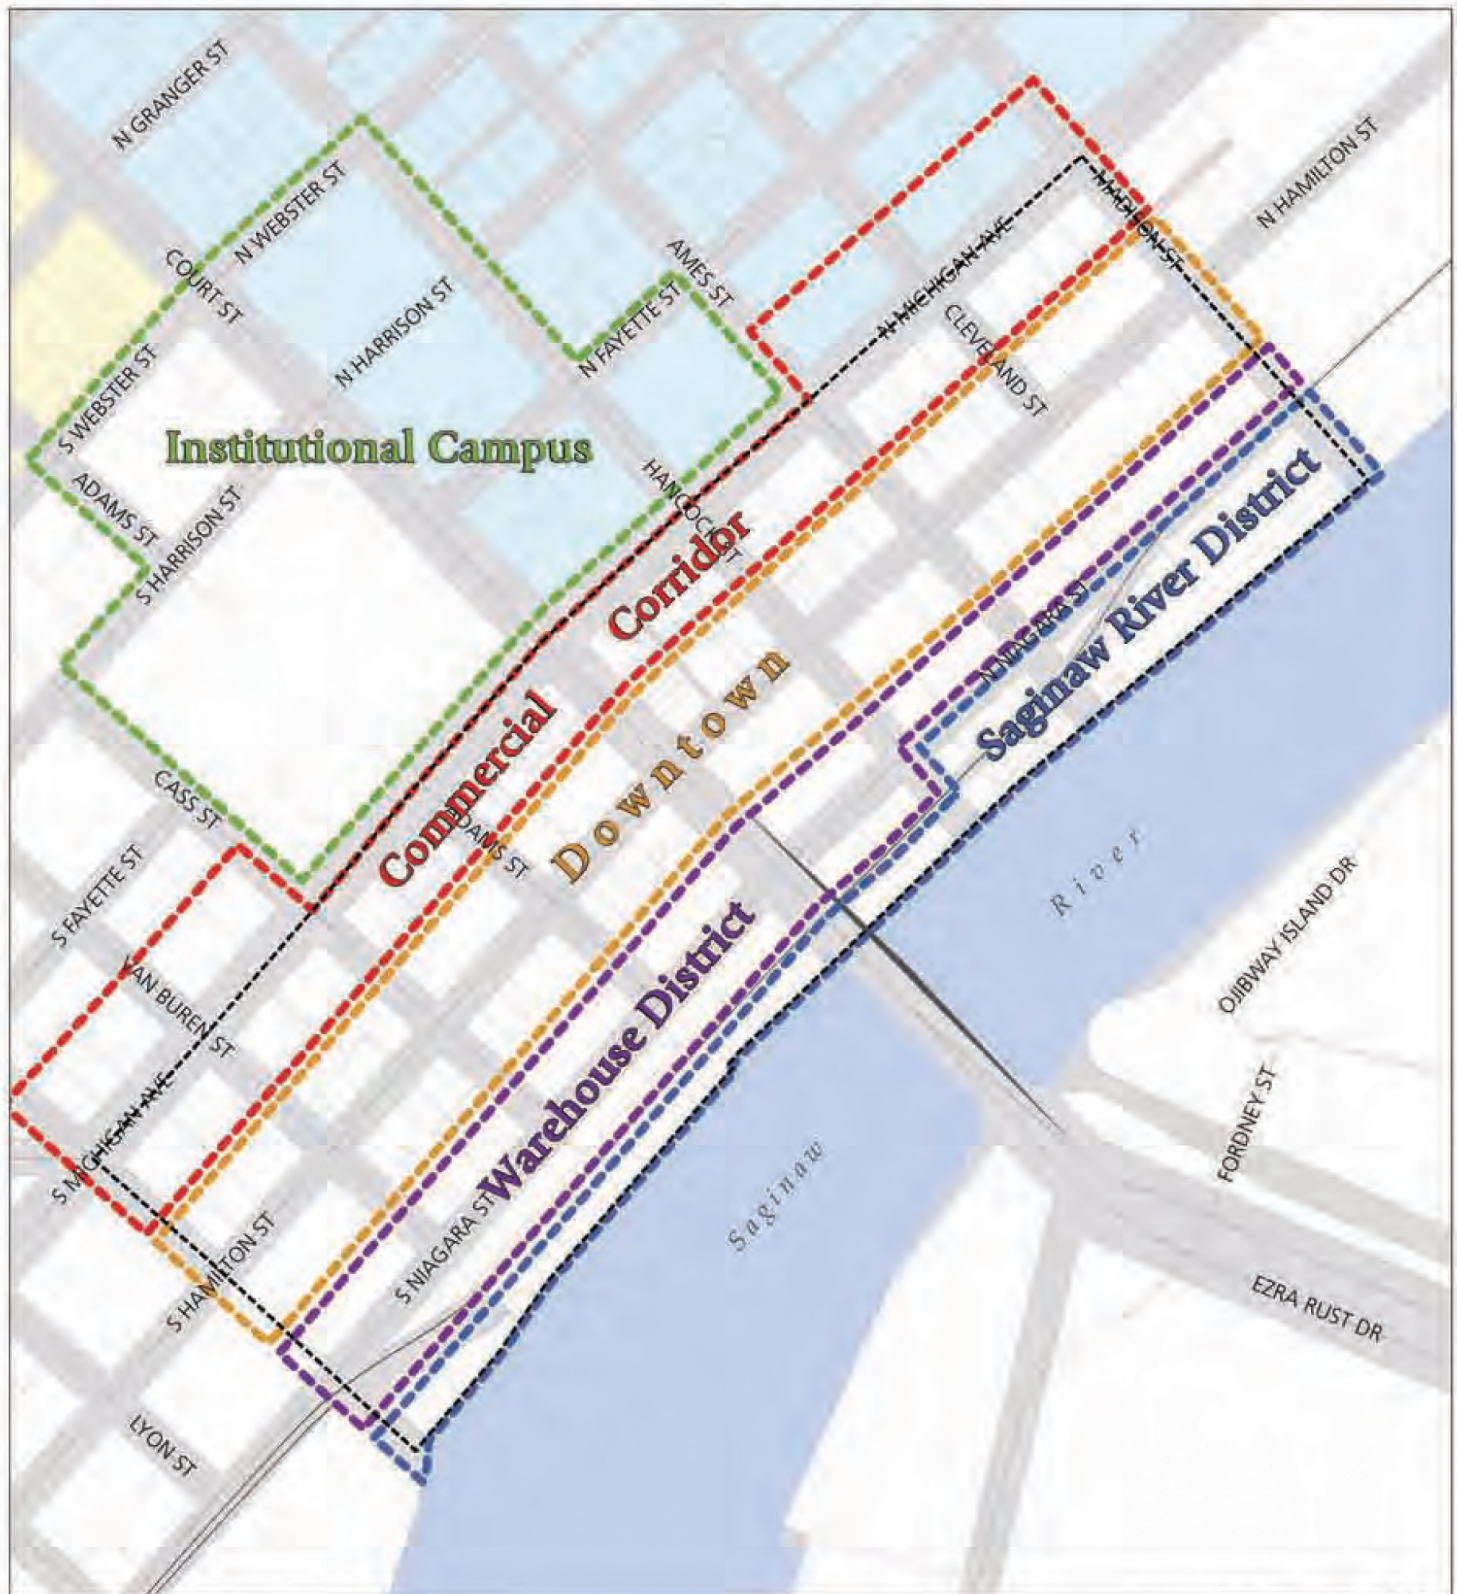 N GRANGER ST
N WEBSTER ST
COURT ST
N HARRISON ST
AMES ST
N FAYETTE ST
N MICHIGAN AVE
MADISON ST
N HAMILTON ST
CLEVELAND ST
S WEBSTER ST
Institutional Campus
ADAMS ST
S HARRISON ST
HANCOCK ST
Commercial Corridor
Downtown
N NIAGARA ST
Saginaw River District
CASS ST
ADAMS ST
S FAYETTE ST
VAN BUREN ST
Warehouse District
S MICHIGAN AVE
S NIAGARA ST
S HAMILTON ST
LYON ST
Saginaw River
OJIBWAY ISLAND DR
FORDNEY ST
EZRA RUST DR